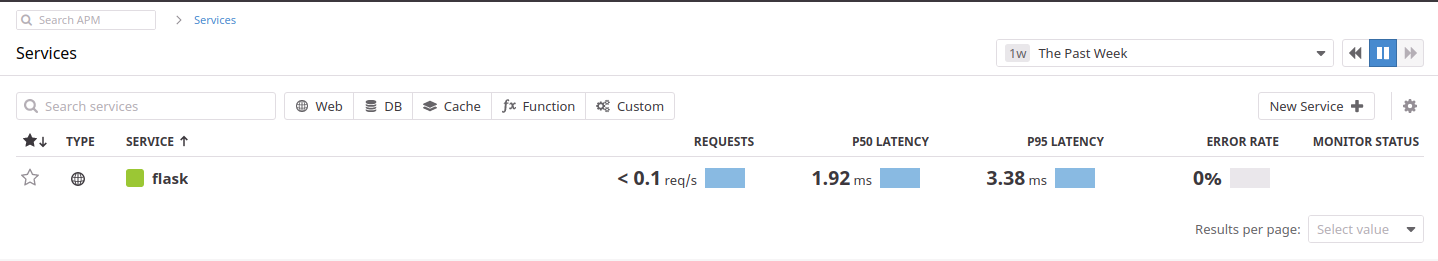 Search APM > Services
Services
1w The Past Week
Search services Web DB Cache fx Function Custom New Service +
TYPE SERVICE ↑ REQUESTS P50 LATENCY P95 LATENCY ERROR RATE MONITOR STATUS
flask < 0.1 req/s 1.92 ms 3.38 ms 0%
Results per page: Select value